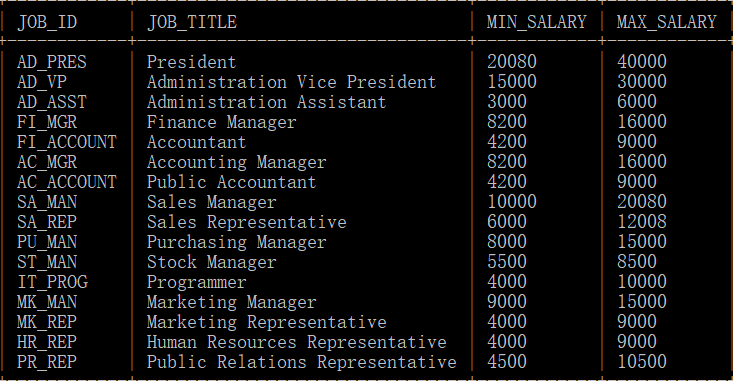 JOB_ID JOB_TITLE MIN_SALARY MAX_SALARY
AD_PRES President 20080 40000
AD_VP Administration Vice President 15000 30000
AD_ASST Administration Assistant 3000 6000
FI_MGR Finance Manager 8200 16000
FI_ACCOUNT Accountant 4200 9000
AC_MGR Accounting Manager 8200 16000
AC_ACCOUNT Public Accountant 4200 9000
SA_MAN Sales Manager 10000 20080
SA_REP Sales Representative 6000 12008
PU_MAN Purchasing Manager 8000 15000
ST_MAN Stock Manager 5500 8500
IT_PROG Programmer 4000 10000
MK_MAN Marketing Manager 9000 15000
MK_REP Marketing Representative 4000 9000
HR_REP Human Resources Representative 4000 9000
PR_REP Public Relations Representative 4500 10500